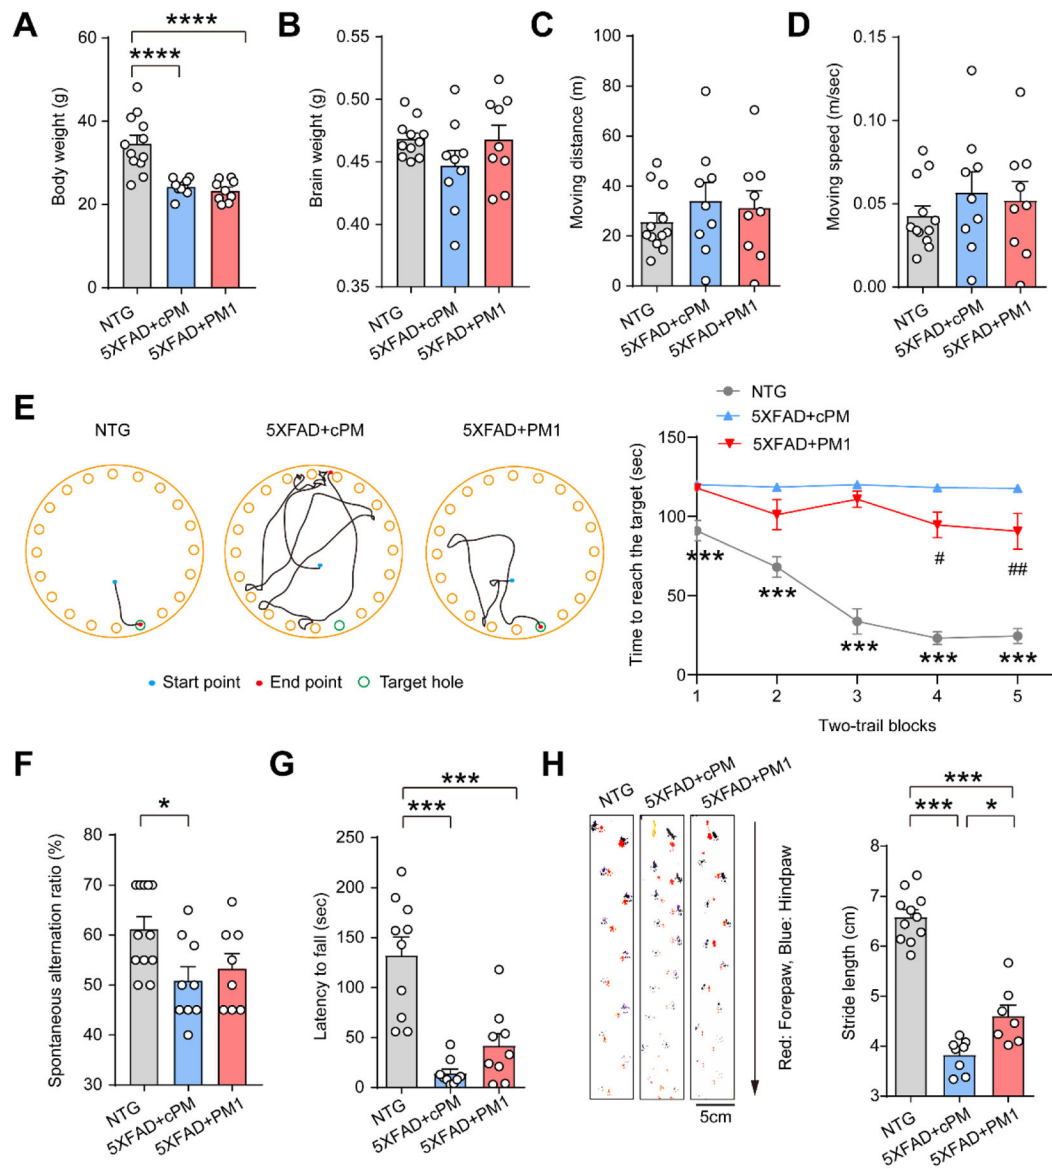 A
****
****
Body weight (g)
60
40
20
0
NTG
5XFAD+cPM
5XFAD+PM1
B
Brain weight (g)
0.55
0.50
0.45
0.40
0.35
NTG
5XFAD+cPM
5XFAD+PM1
C
Moving distance (m)
100
80
60
40
20
0
NTG
5XFAD+cPM
5XFAD+PM1
D
Moving speed (m/sec)
0.15
0.10
0.05
0.00
NTG
5XFAD+cPM
5XFAD+PM1
E
NTG
5XFAD+cPM
5XFAD+PM1
Start point
End point
Target hole
NTG
5XFAD+cPM
5XFAD+PM1
Time to reach the target (sec)
150
100
50
0
***
***
***
***
***
#
##
1
2
3
4
5
Two-trail blocks
F
*
Spontaneous alternation ratio (%)
80
70
60
50
40
30
NTG
5XFAD+cPM
5XFAD+PM1
G
***
***
Latency to fall (sec)
250
200
150
100
50
0
NTG
5XFAD+cPM
5XFAD+PM1
H
NTG
5XFAD+cPM
5XFAD+PM1
Red: Forepaw, Blue: Hindpaw
5cm
***
***
*
Stride length (cm)
8
7
6
5
4
3
NTG
5XFAD+cPM
5XFAD+PM1